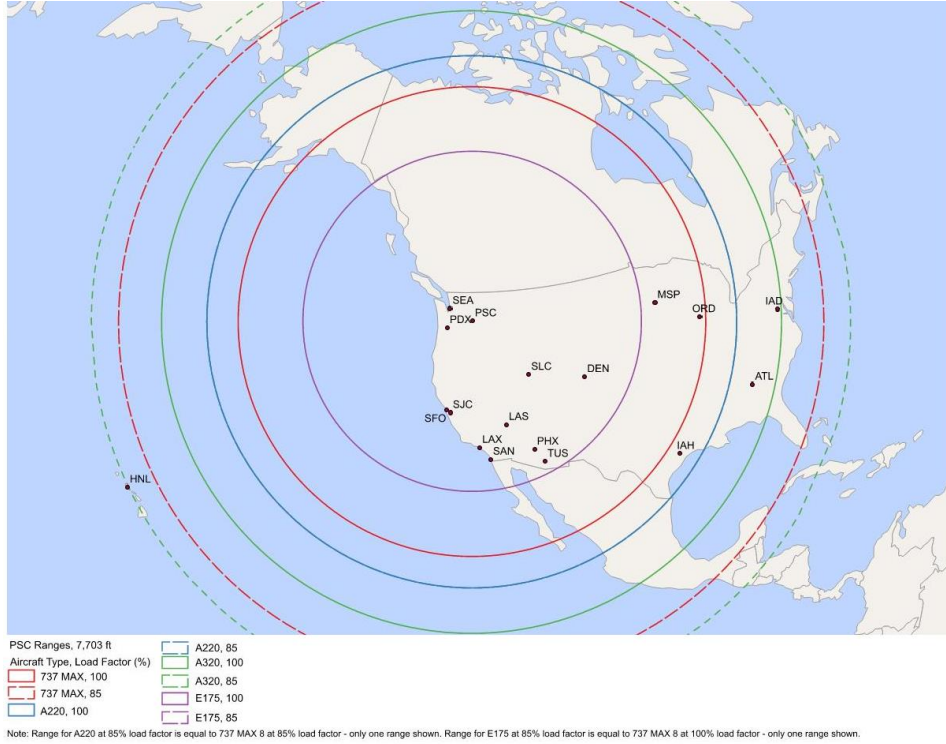 SEA
PSC
PDX
MSP
ORD
IAD
SLC
DEN
ATL
SJC
SFO
LAS
LAX
SAN
PHX
TUS
IAH
HNL
PSC Ranges, 7,703 ft
Aircraft Type, Load Factor (%)
737 MAX, 100
737 MAX, 85
A220, 100
A220, 85
A320, 100
A320, 85
E175, 100
E175, 85
Note: Range for A220 at 85% load factor is equal to 737 MAX 8 at 85% load factor - only one range shown. Range for E175 at 85% load factor is equal to 737 MAX 8 at 100% load factor - only one range shown.